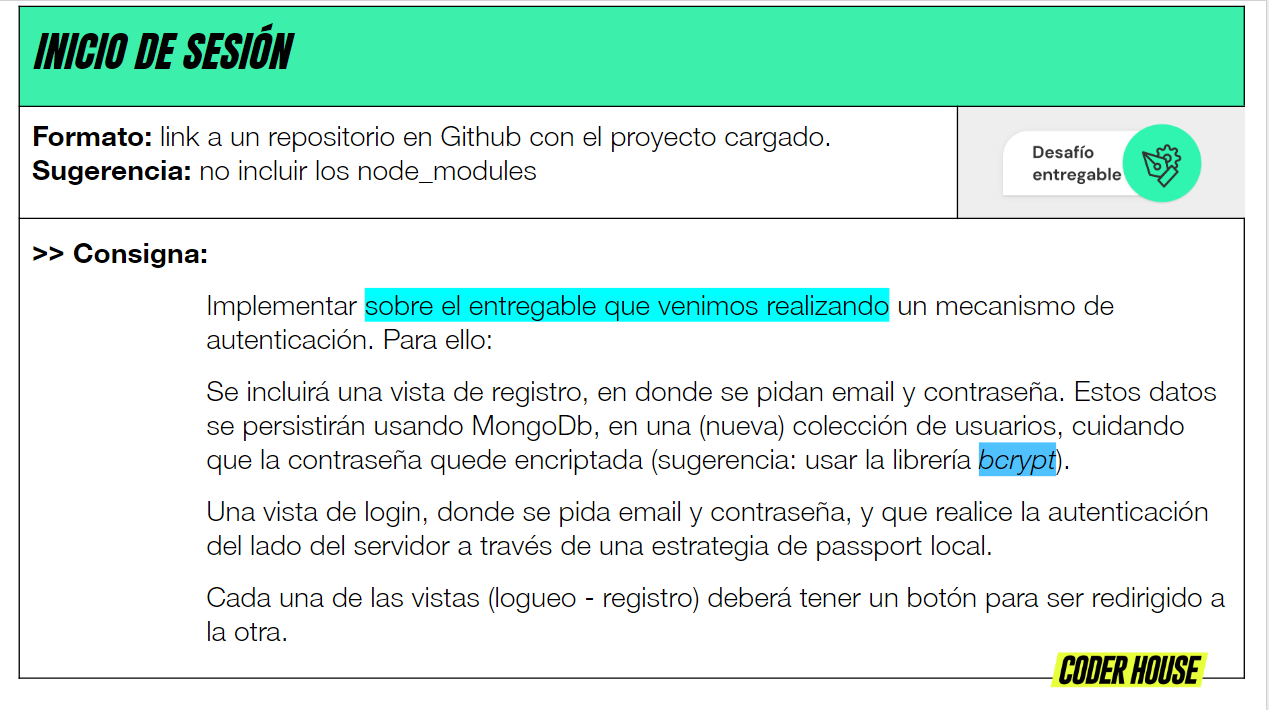 INICIO DE SESIÓN
Formato: link a un repositorio en Github con el proyecto cargado.
Sugerencia: no incluir los node_modules
Desafío
entregable
>> Consigna:
Implementar sobre el entregable que venimos realizando un mecanismo de
autenticación. Para ello:
Se incluirá una vista de registro, en donde se pidan email y contraseña. Estos datos
se persistirán usando MongoDb, en una (nueva) colección de usuarios, cuidando
que la contraseña quede encriptada (sugerencia: usar la librería bcrypt).
Una vista de login, donde se pida email y contraseña, y que realice la autenticación
del lado del servidor a través de una estrategia de passport local.
Cada una de las vistas (logueo - registro) deberá tener un botón para ser redirigido a
la otra.
CODER HOUSE